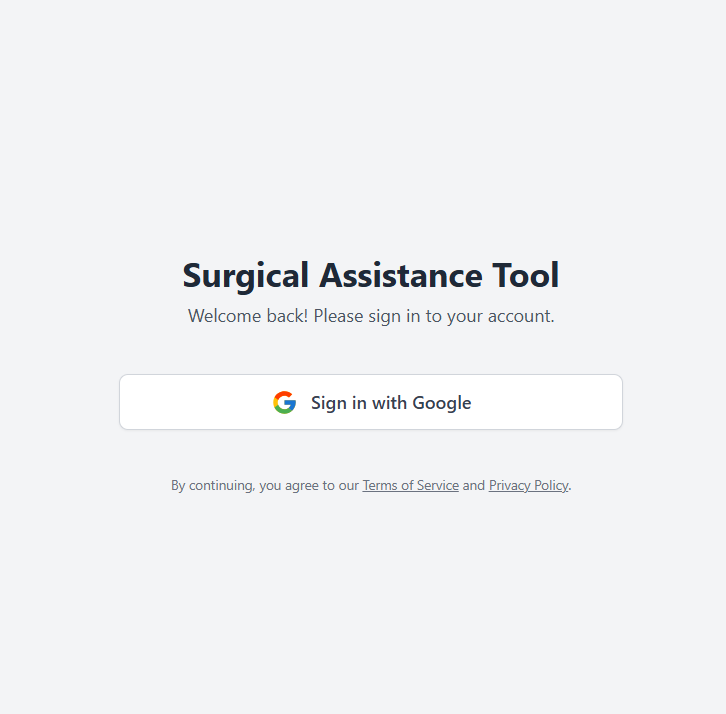 Surgical Assistance Tool
Welcome back! Please sign in to your account.
Sign in with Google
By continuing, you agree to our Terms of Service and Privacy Policy.